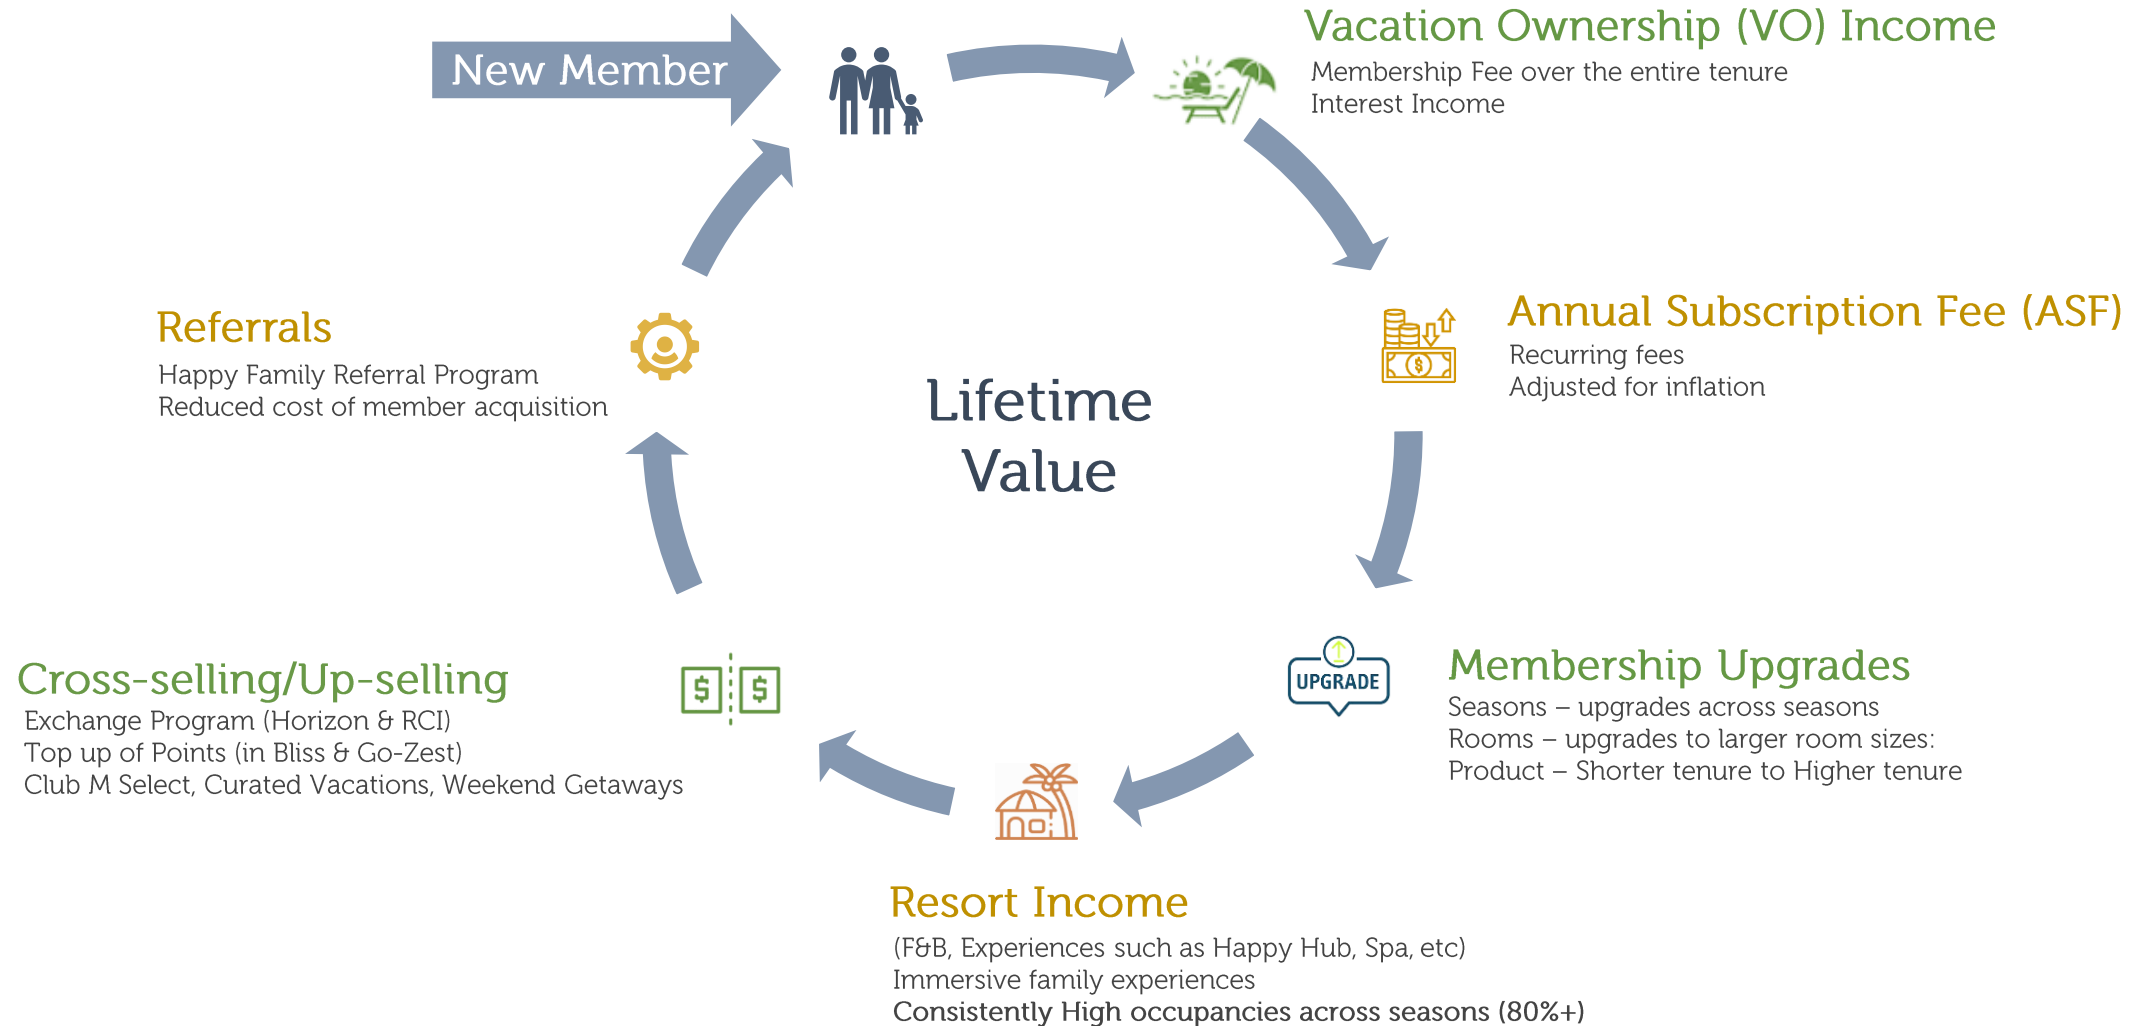 New Member
Vacation Ownership (VO) Income
Membership Fee over the entire tenure
Interest Income
Annual Subscription Fee (ASF)
Recurring fees
Adjusted for inflation
Membership Upgrades
Seasons – upgrades across seasons
Rooms – upgrades to larger room sizes:
Product – Shorter tenure to Higher tenure
UPGRADE
Resort Income
(F&B, Experiences such as Happy Hub, Spa, etc)
Immersive family experiences
Consistently High occupancies across seasons (80%+)
Cross-selling/Up-selling
Exchange Program (Horizon & RCI)
Top up of Points (in Bliss & Go-Zest)
Club M Select, Curated Vacations, Weekend Getaways
$ $
Referrals
Happy Family Referral Program
Reduced cost of member acquisition
Lifetime
Value
$